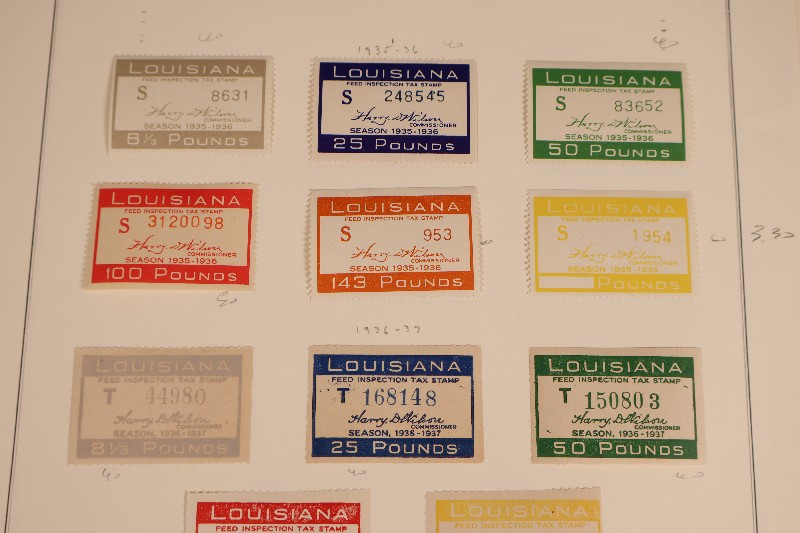 1935-36
LOUISIANA
FEED INSPECTION TAX STAMP
S 8631
Harry D. Wilson
COMMISSIONER
SEASON 1935-1936
8⅓ POUNDS
LOUISIANA
FEED INSPECTION TAX STAMP
S 248545
Harry D. Wilson
COMMISSIONER
SEASON 1935-1936
25 POUNDS
LOUISIANA
FEED INSPECTION TAX STAMP
S 83652
Harry D. Wilson
COMMISSIONER
SEASON 1935-1936
50 POUNDS
LOUISIANA
FEED INSPECTION TAX STAMP
S 3120098
Harry D. Wilson
COMMISSIONER
SEASON 1935-1936
100 POUNDS
LOUISIANA
FEED INSPECTION TAX STAMP
S 953
Harry D. Wilson
COMMISSIONER
SEASON 1935-1936
143 POUNDS
LOUISIANA
FEED INSPECTION TAX STAMP
S 1954
Harry D. Wilson
COMMISSIONER
SEASON 1935-1936
POUNDS
3.30
1936-37
LOUISIANA
FEED INSPECTION TAX STAMP
T 44980
Harry D. Wilson
COMMISSIONER
SEASON, 1936-1937
8⅓ POUNDS
LOUISIANA
FEED INSPECTION TAX STAMP
T 168148
Harry D. Wilson
COMMISSIONER
SEASON, 1936-1937
25 POUNDS
LOUISIANA
FEED INSPECTION TAX STAMP
T 150803
Harry D. Wilson
COMMISSIONER
SEASON, 1936-1937
50 POUNDS
LOUISIANA
FEED INSPECTION TAX STAMP
LOUISIANA
FEED INSPECTION TAX STAMP